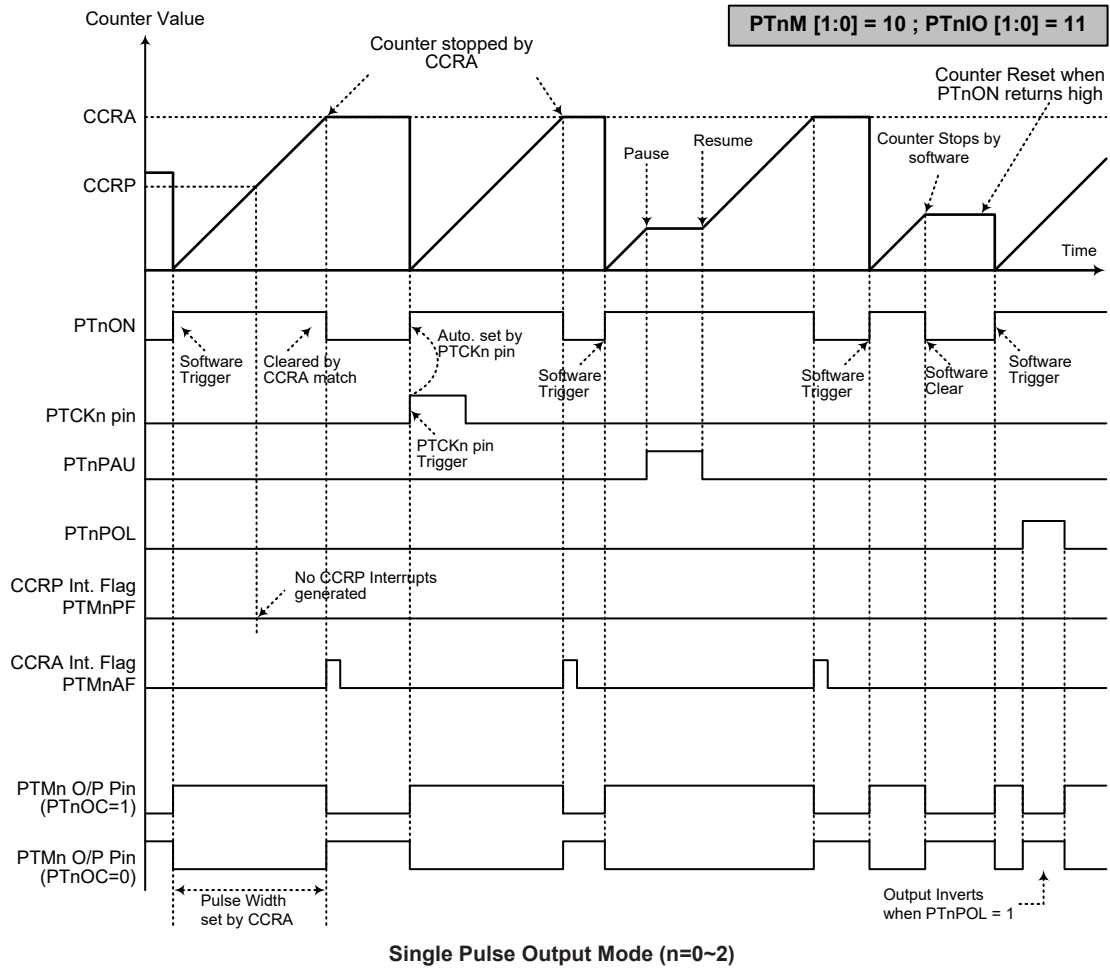 Counter Value
PTnM [1:0] = 10 ; PTnIO [1:0] = 11
Counter stopped by
CCRA
Counter Reset when
PTnON returns high
CCRA
Pause
Resume
Counter Stops by
software
CCRP
Time
PTnON
Software
Trigger
Cleared by
CCRA match
Auto. set by
PTCKn pin
Software
Trigger
Software
Trigger
Software
Clear
Software
Trigger
PTCKn pin
PTCKn pin
Trigger
PTnPAU
PTnPOL
CCRP Int. Flag
PTMnPF
No CCRP Interrupts
generated
CCRA Int. Flag
PTMnAF
PTMn O/P Pin
(PTnOC=1)
PTMn O/P Pin
(PTnOC=0)
Pulse Width
set by CCRA
Output Inverts
when PTnPOL = 1
Single Pulse Output Mode (n=0~2)